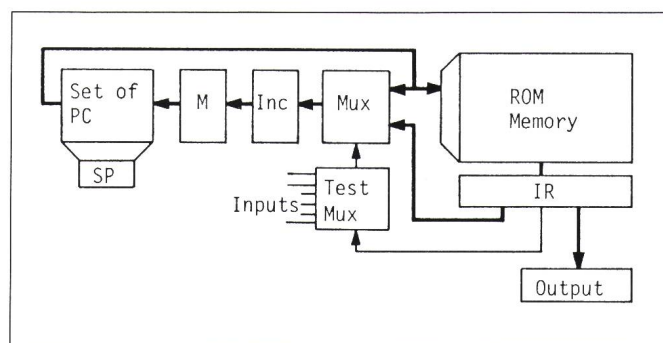 Set of
PC
M
Inc
Mux
ROM
Memory
SP
Inputs
Test
Mux
IR
Output